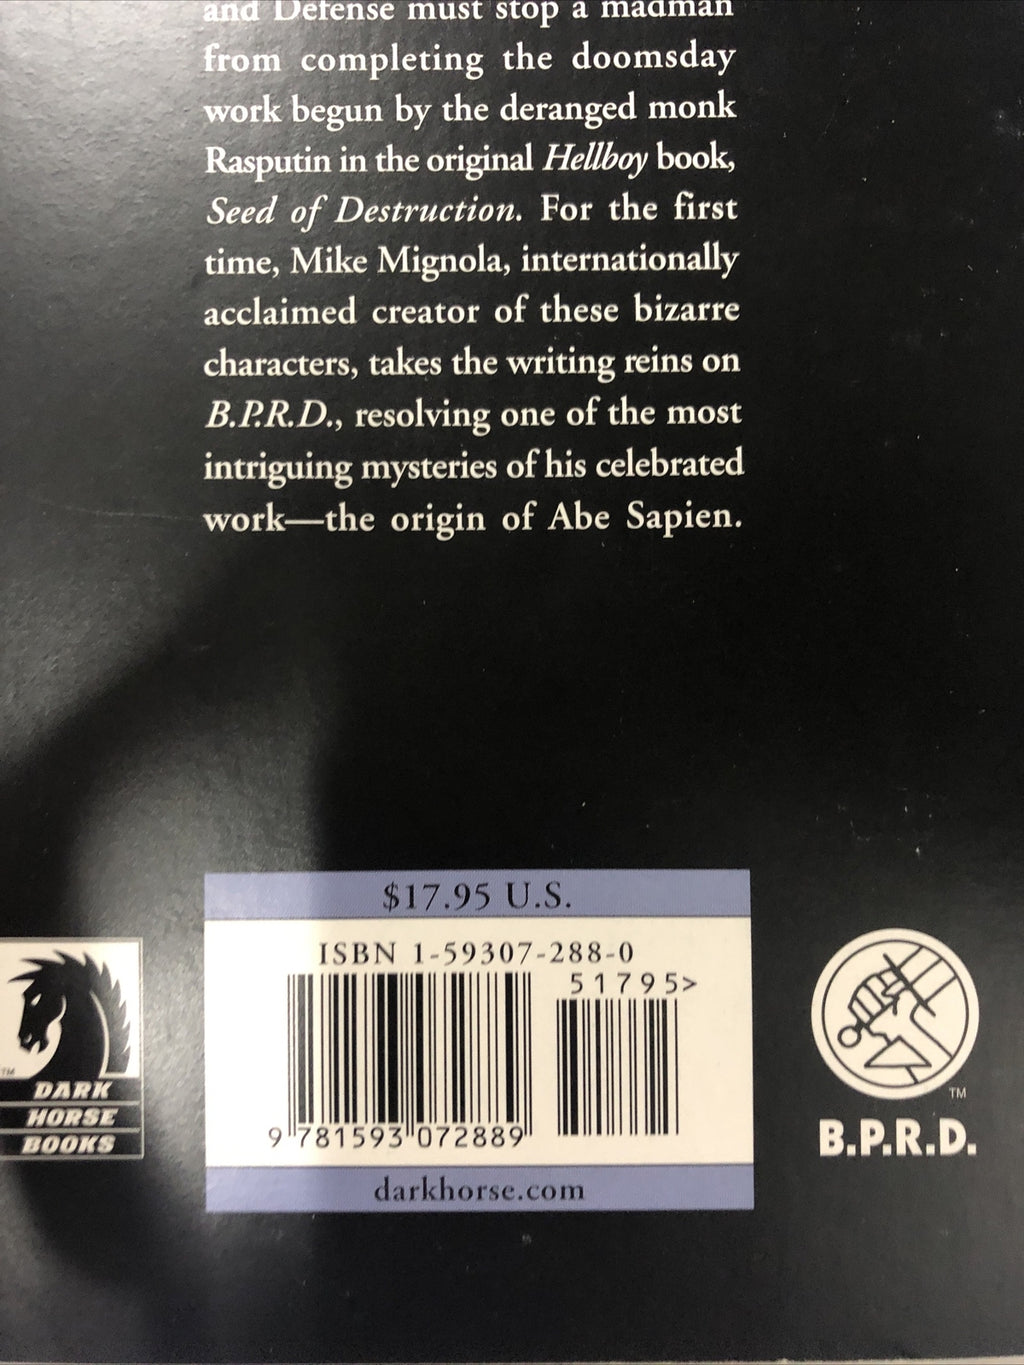 and Defense must stop a madman
from completing the doomsday
work begun by the deranged monk
Rasputin in the original Hellboy book,
Seed of Destruction. For the first
time, Mike Mignola, internationally
acclaimed creator of these bizarre
characters, takes the writing reins on
B.P.R.D., resolving one of the most
intriguing mysteries of his celebrated
work—the origin of Abe Sapien.
$17.95 U.S.
ISBN 1-59307-288-0
51795>
9 781593 072889
darkhorse.com
TM
DARK
HORSE
BOOKS
TM
B.P.R.D.